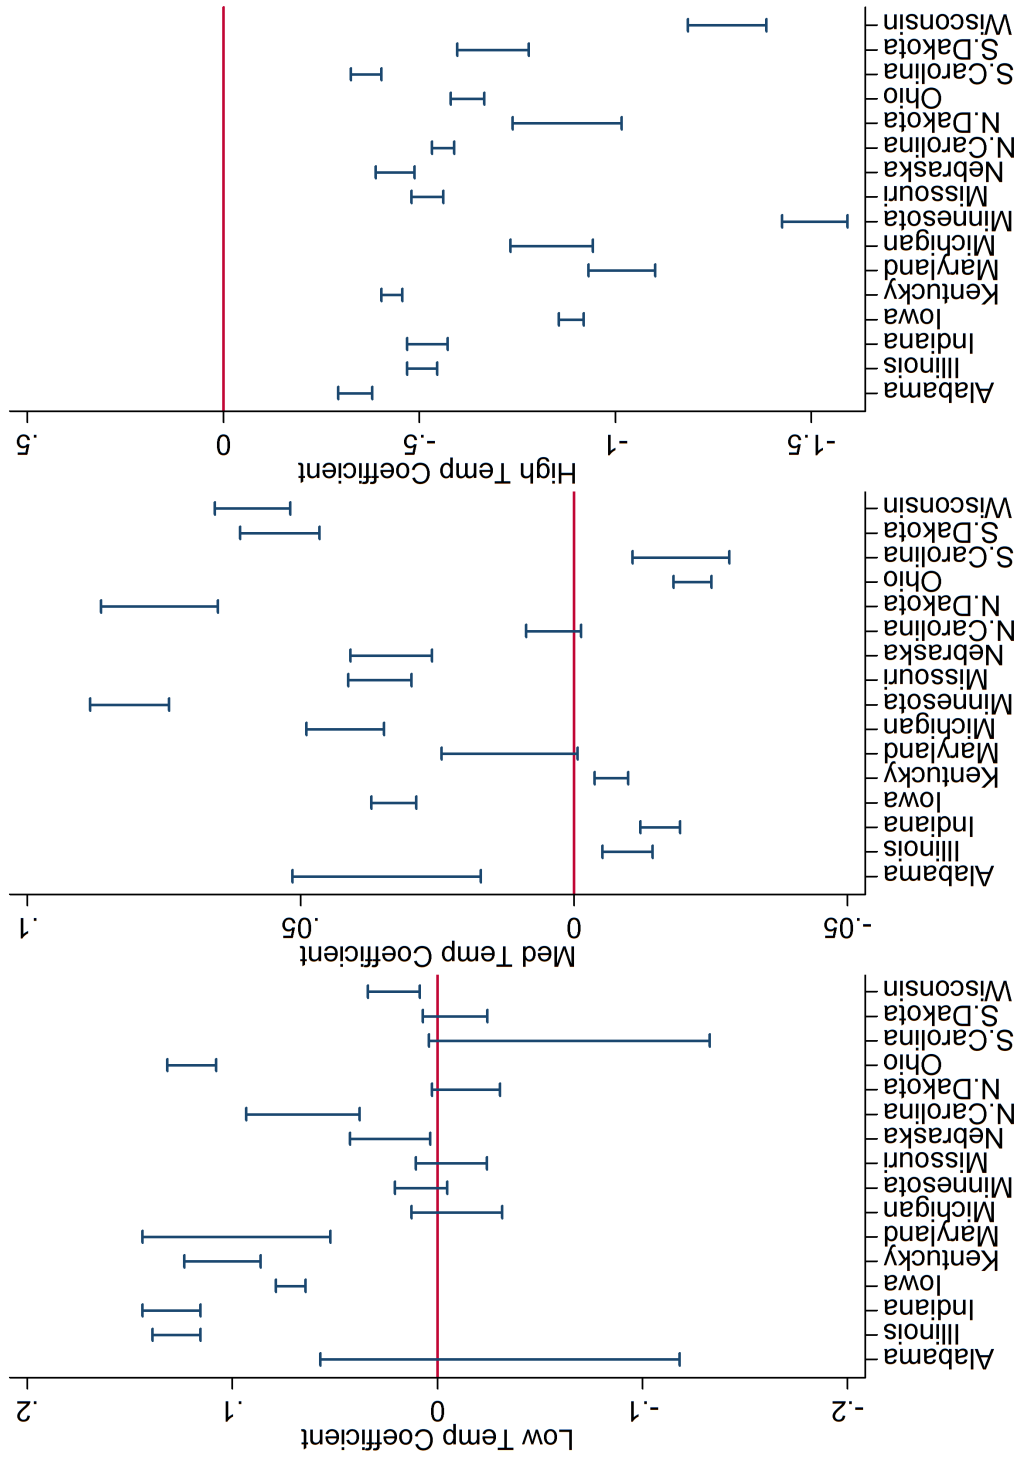 Low Temp Coefficient
-.2
-.1
0
.1
.2
Alabama
Illinois
Indiana
Iowa
Kentucky
Maryland
Michigan
Minnesota
Missouri
Nebraska
N.Carolina
N.Dakota
Ohio
S.Carolina
S.Dakota
Wisconsin
Med Temp Coefficient
-.05
0
.05
.1
Alabama
Illinois
Indiana
Iowa
Kentucky
Maryland
Michigan
Minnesota
Missouri
Nebraska
N.Carolina
N.Dakota
Ohio
S.Carolina
S.Dakota
Wisconsin
High Temp Coefficient
-1.5
-1
-.5
0
.5
Alabama
Illinois
Indiana
Iowa
Kentucky
Maryland
Michigan
Minnesota
Missouri
Nebraska
N.Carolina
N.Dakota
Ohio
S.Carolina
S.Dakota
Wisconsin